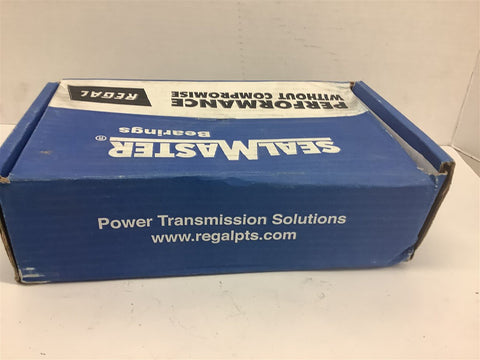 REGAL
PERFORMANCE
WITHOUT COMPROMISE
SEALMASTER®
Bearings
Power Transmission Solutions
www.regalpts.com